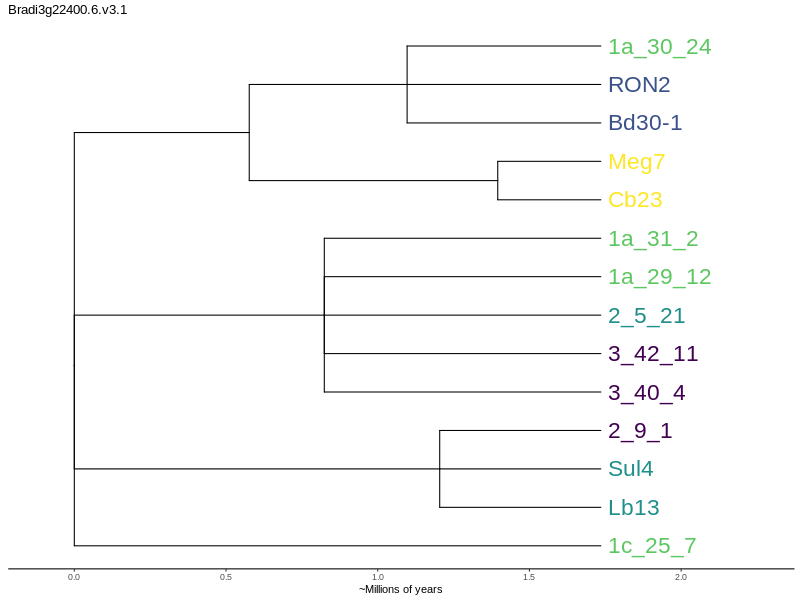 Bradi3g22400.6.v3.1
1a_30_24
RON2
Bd30-1
Meg7
Cb23
1a_31_2
1a_29_12
2_5_21
3_42_11
3_40_4
2_9_1
Sul4
Lb13
1c_25_7
0.0 0.5 1.0 1.5 2.0
~Millions of years